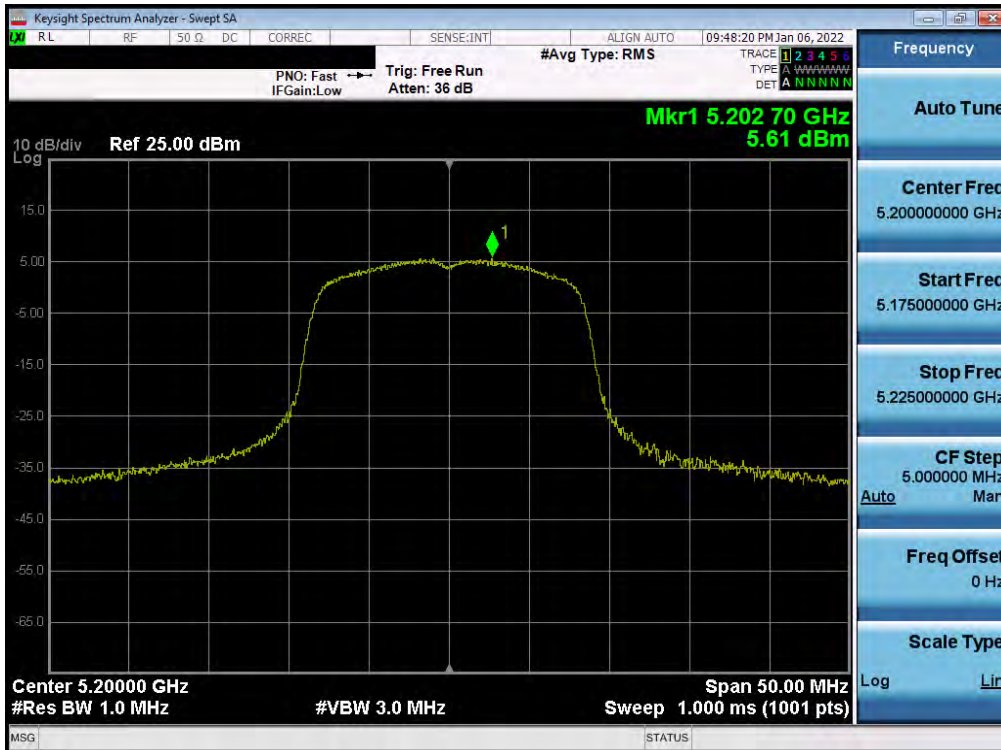 Keysight Spectrum Analyzer - Swept SA
LXI RL RF 50 Ω DC CORREC SENSE:INT ALIGN AUTO 09:48:20 PM Jan 06, 2022
#Avg Type: RMS TRACE 1 2 3 4 5 6
PNO: Fast Trig: Free Run TYPE A WWWWWW
IFGain:Low Atten: 36 dB DET A N N N N N
Mkr1 5.202 70 GHz
5.61 dBm
10 dB/div Ref 25.00 dBm
Log
15.0
5.00
-5.00
-15.0
-25.0
-35.0
-45.0
-55.0
-65.0
1
Center 5.20000 GHz Span 50.00 MHz
#Res BW 1.0 MHz #VBW 3.0 MHz Sweep 1.000 ms (1001 pts)
MSG STATUS
Frequency
Auto Tune
Center Freq
5.200000000 GHz
Start Freq
5.175000000 GHz
Stop Freq
5.225000000 GHz
CF Step
5.000000 MHz
Auto Man
Freq Offset
0 Hz
Scale Type
Log Lin